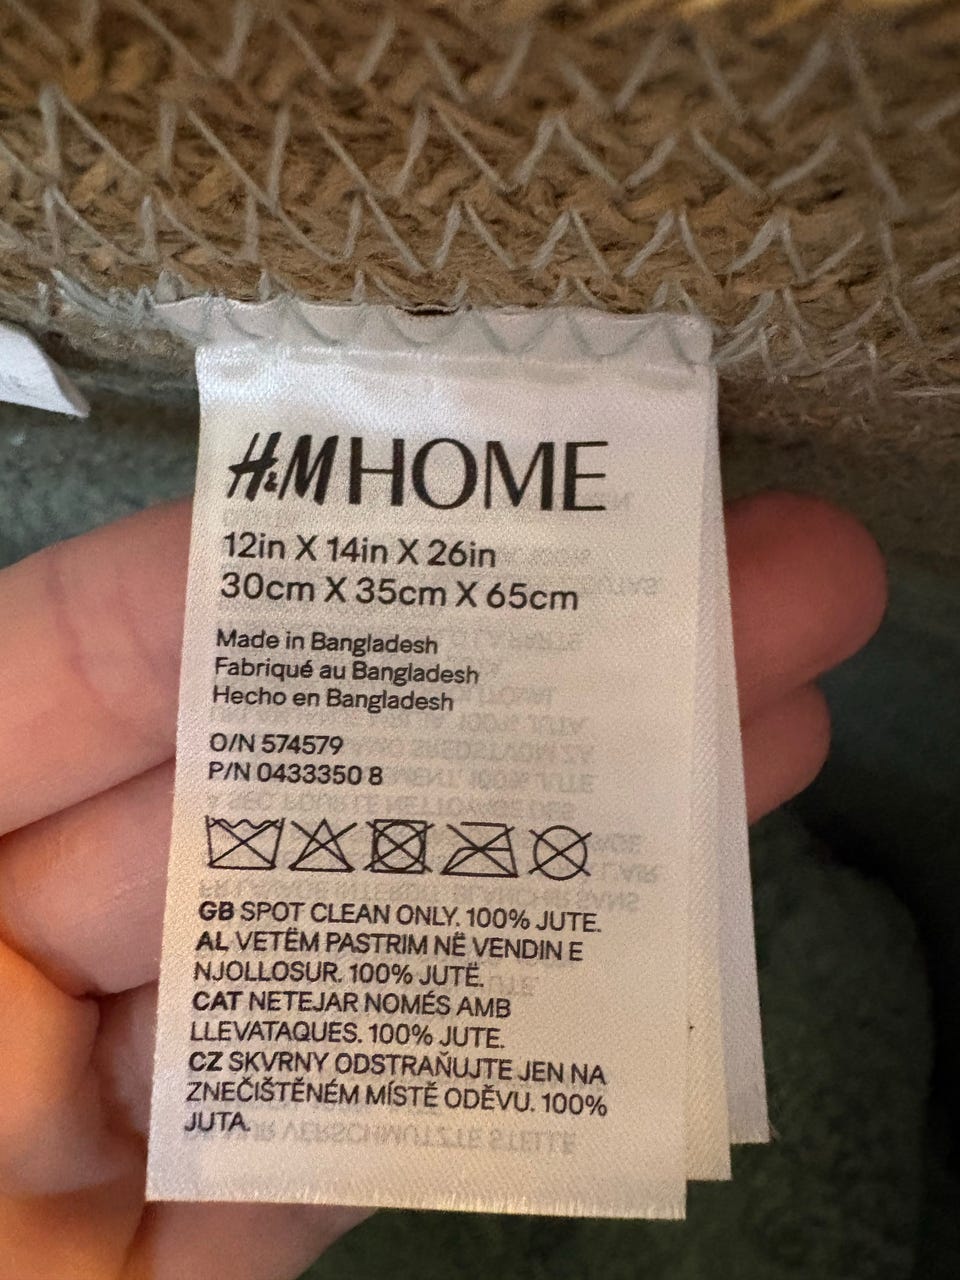 H&M HOME
12in X 14in X 26in
30cm X 35cm X 65cm
Made in Bangladesh
Fabriqué au Bangladesh
Hecho en Bangladesh
O/N 574579
P/N 0433350 8
GB SPOT CLEAN ONLY. 100% JUTE.
AL VETËM PASTRIM NË VENDIN E
NJOLLOSUR. 100% JUTË.
CAT NETEJAR NOMÉS AMB
LLEVATAQUES. 100% JUTE.
CZ SKVRNY ODSTRAŇUJTE JEN NA
ZNEČIŠTĚNÉM MÍSTĚ ODĚVU. 100%
JUTA.